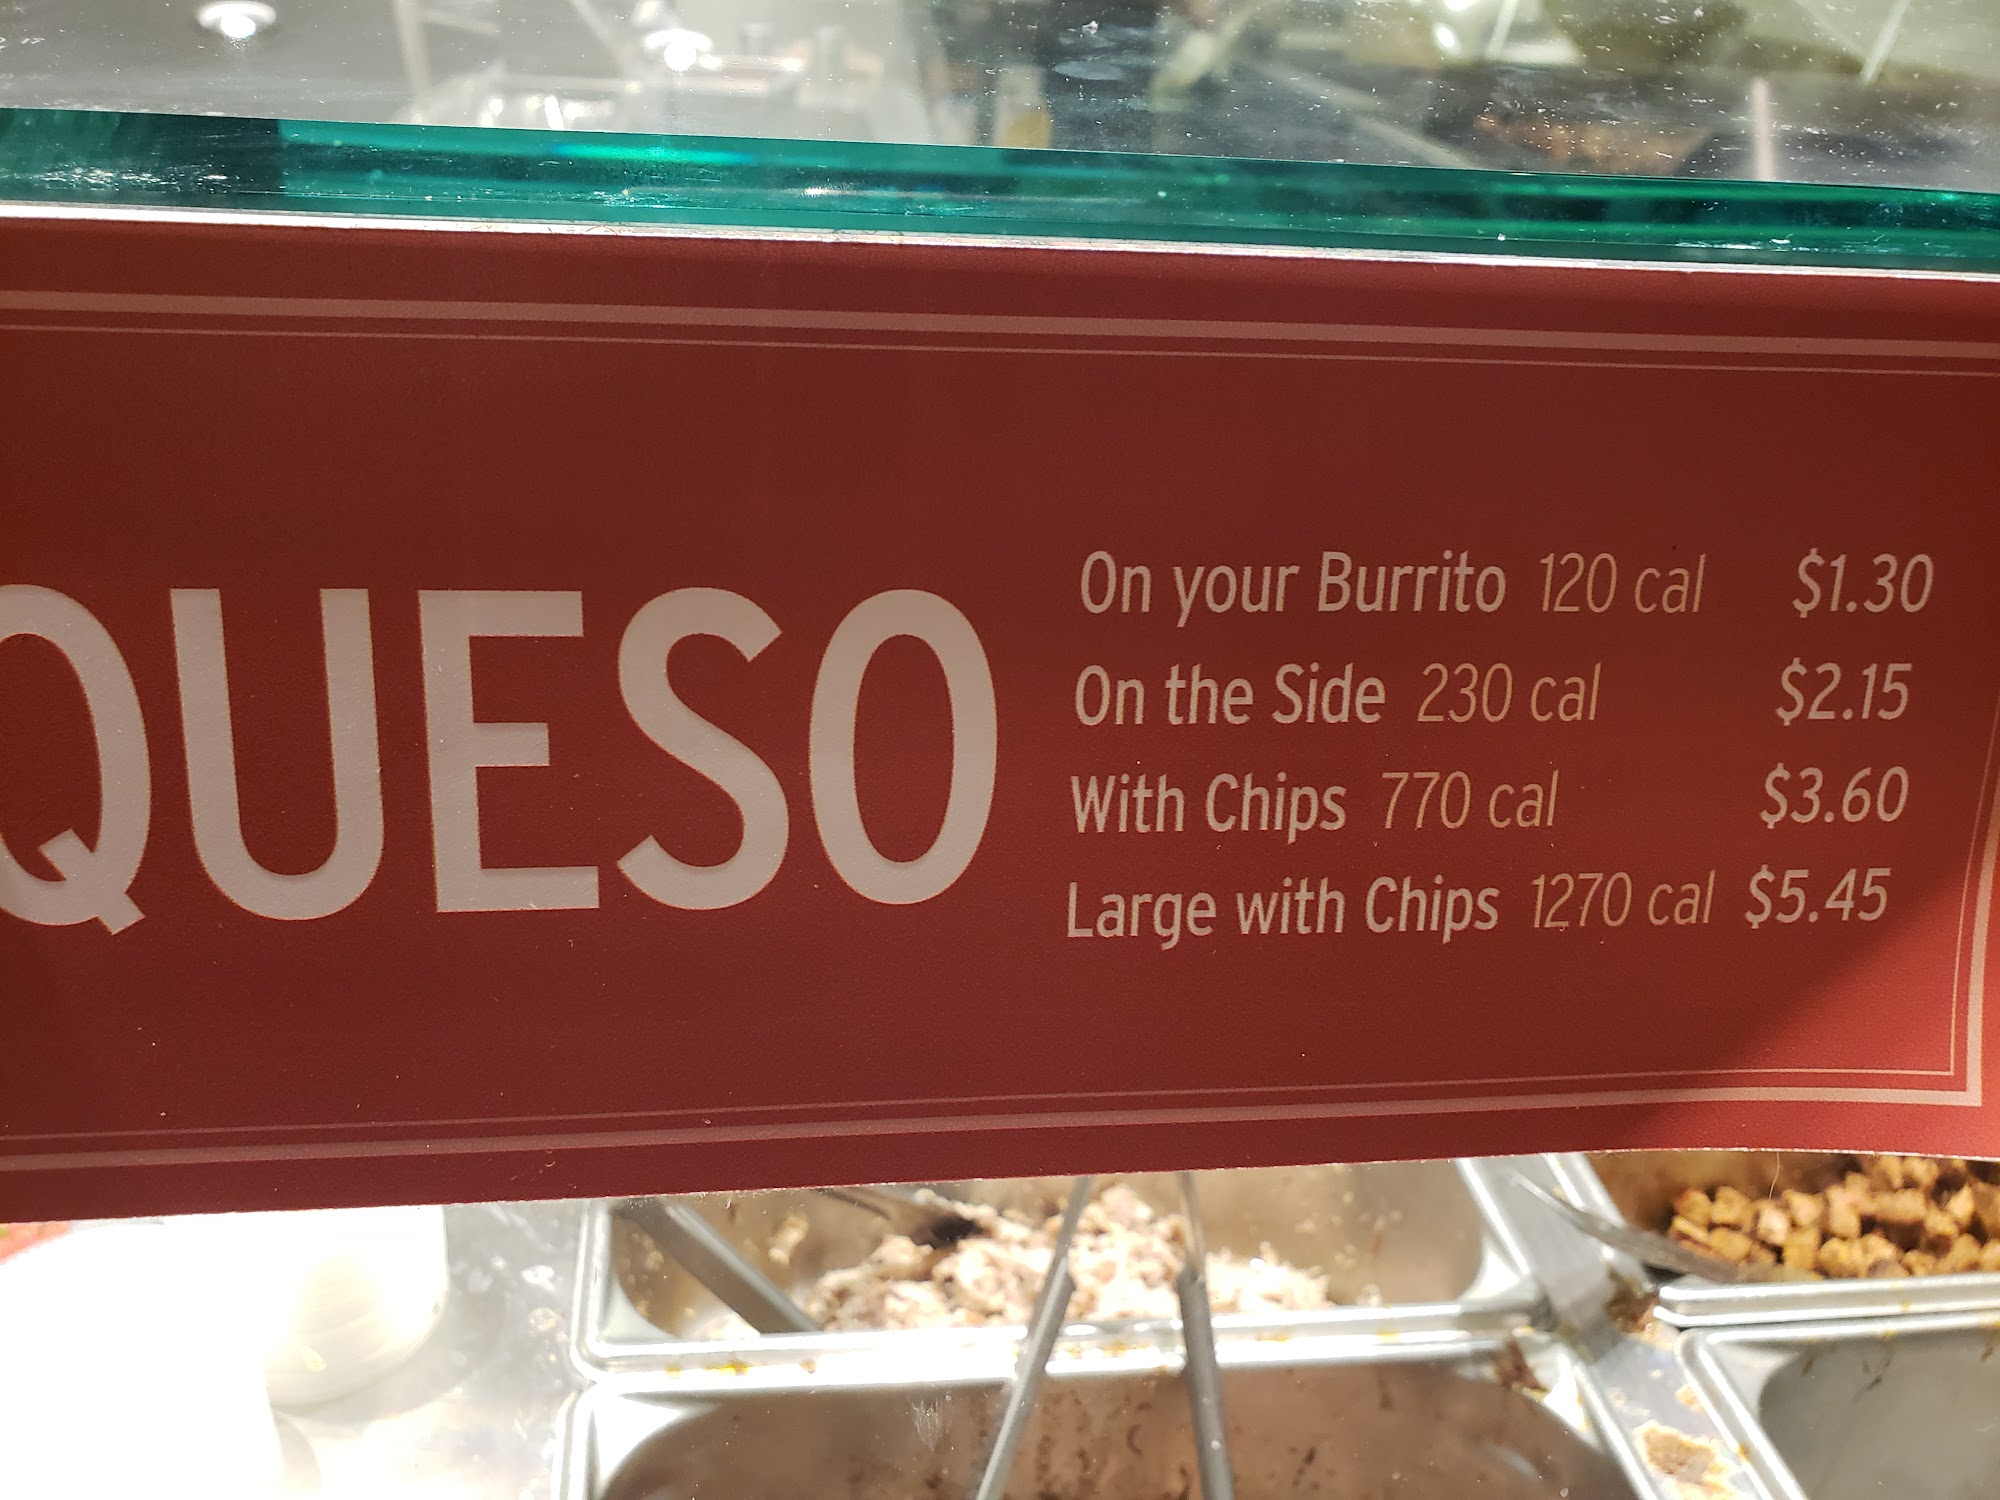 QUESO
On your Burrito 120 cal $1.30
On the Side 230 cal $2.15
With Chips 770 cal $3.60
Large with Chips 1270 cal $5.45